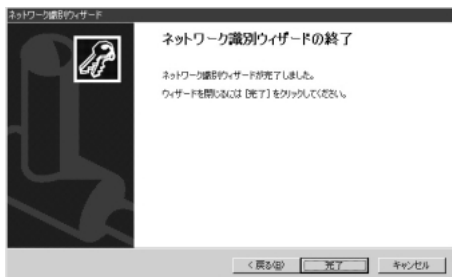 ネットワーク識別ウィザード
ネットワーク識別ウィザードの終了
ネットワーク識別ウィザードが完了しました。
ウィザードを閉じるには [完了] をクリックしてください。
< 戻る(B)
完了
キャンセル